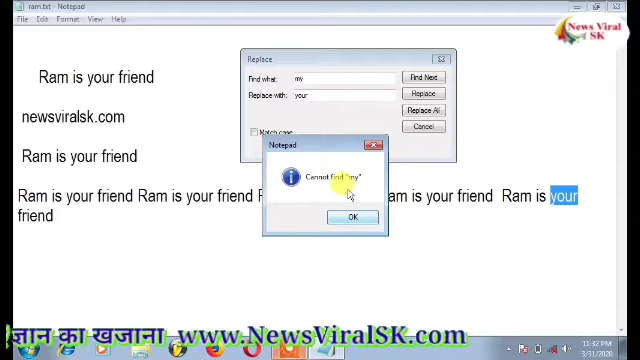 ram.txt - Notepad
File Edit Format View Help
News Viral
SK
Ram is your friend
newsviralsk.com
Ram is your friend
Ram is your friend Ram is your friend am is your friend Ram is your
friend
Replace
Find what: my
Replace with: your
Match case
Find Next
Replace
Replace All
Cancel
Notepad
Cannot find "my"
OK
ज्ञान का खजाना www.NewsViralSK.com
11:32 PM
3/31/2020